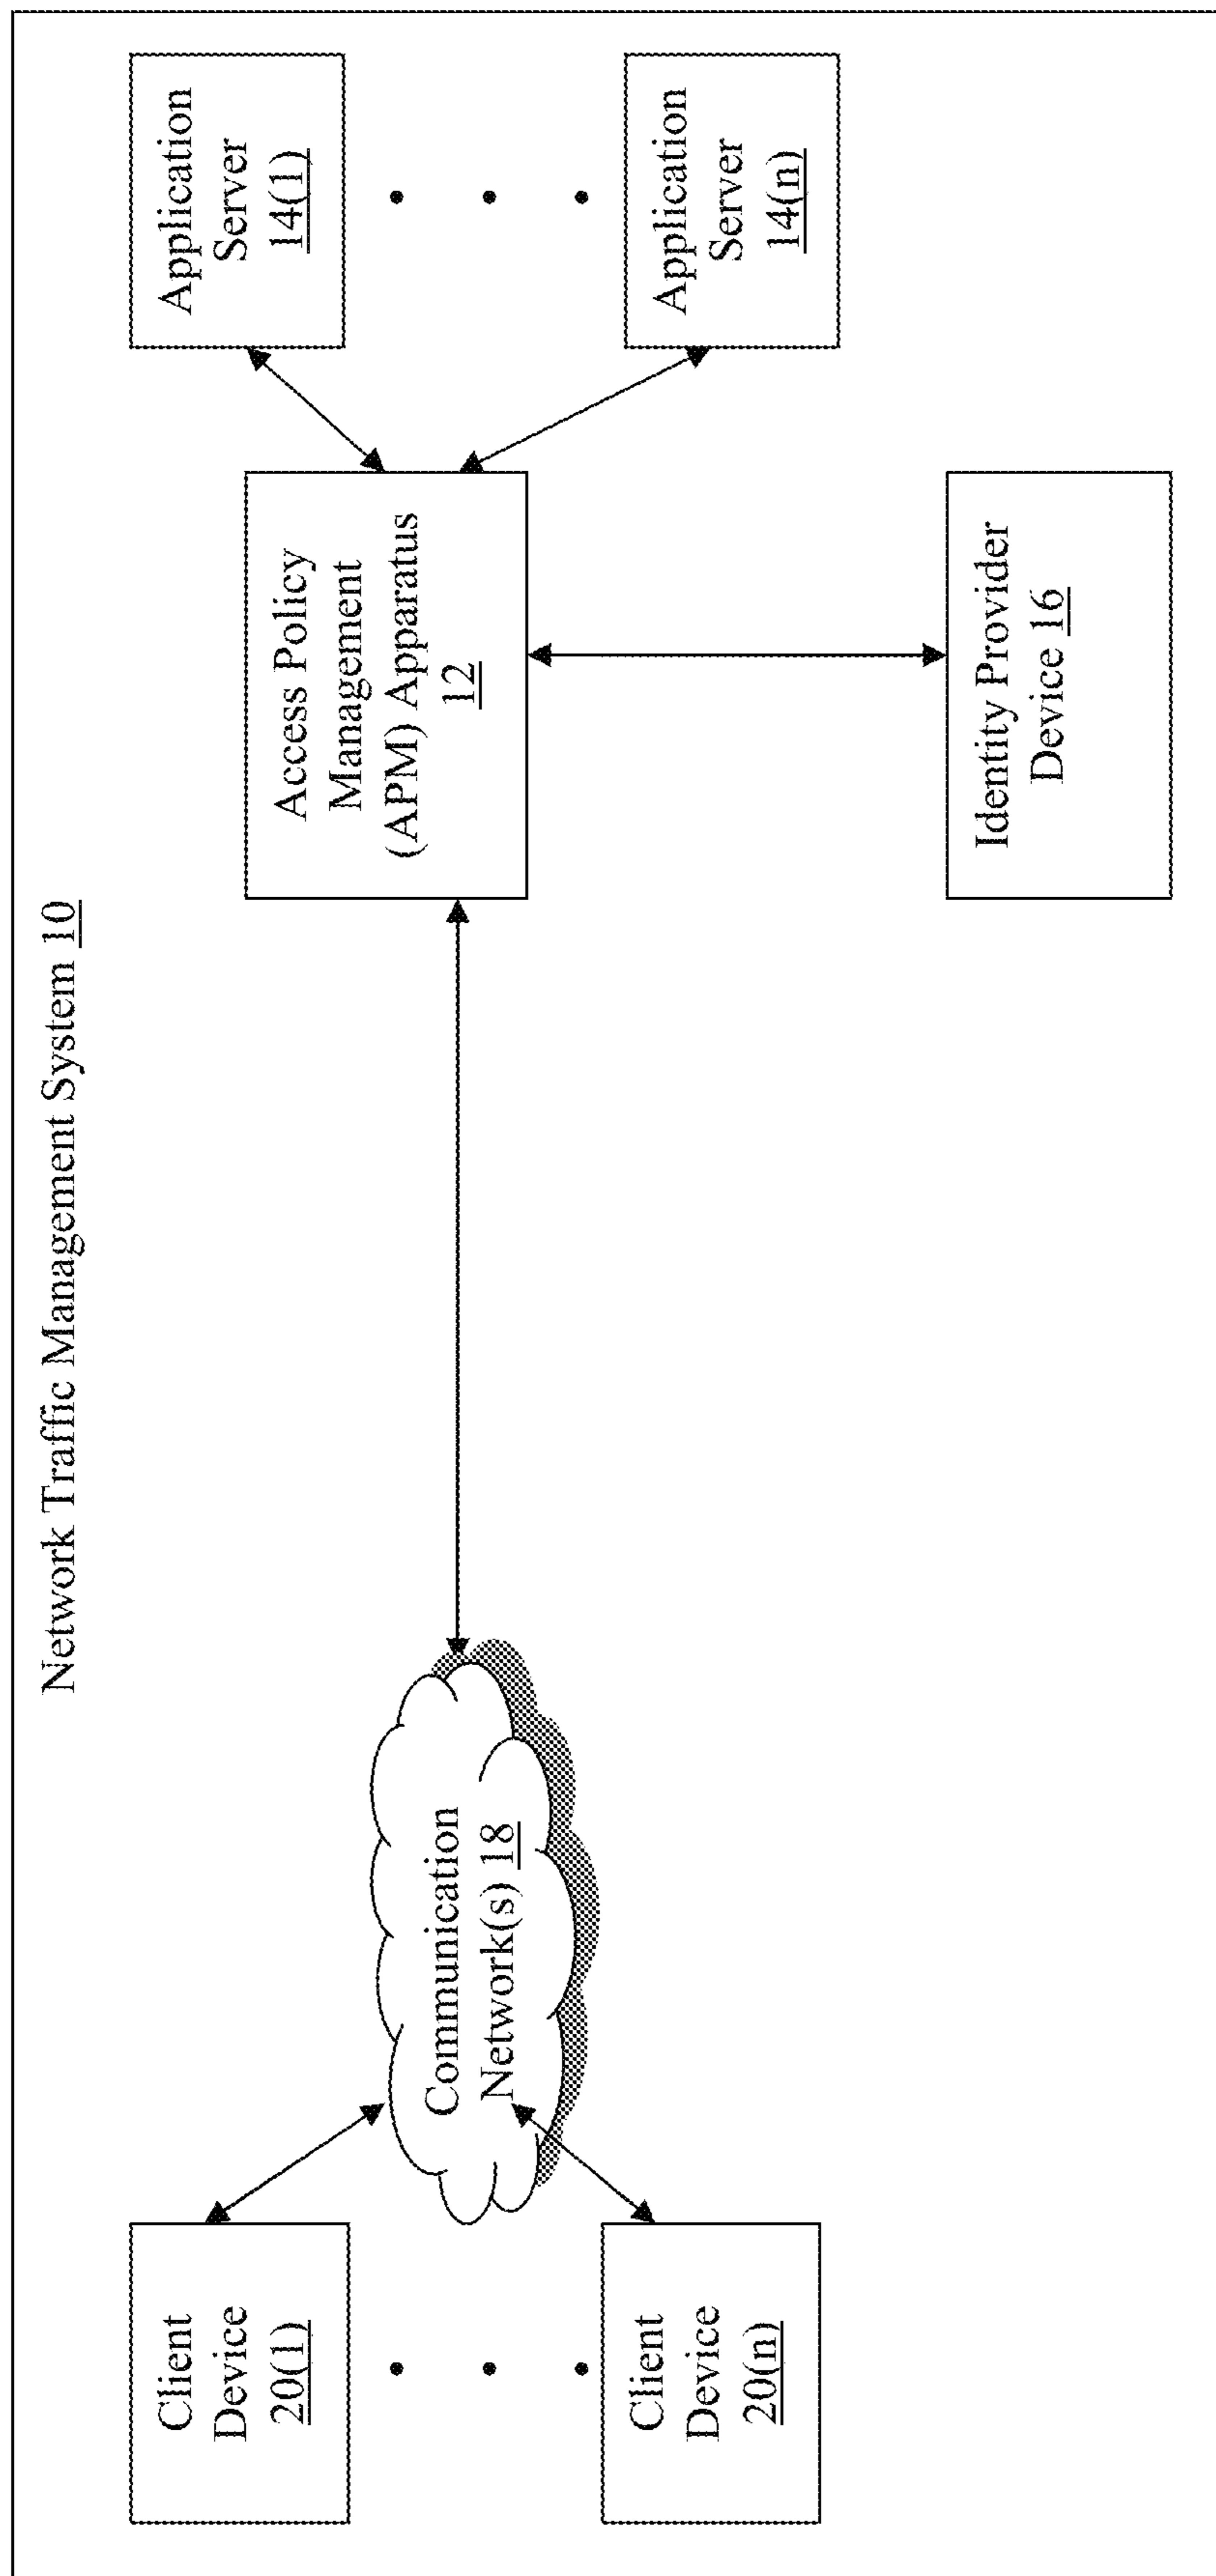 Network Traffic Management System 10
Client
Device
20(1)
Client
Device
20(n)
Communication
Network(s) 18
Access Policy
Management
(APM) Apparatus
12
Identity Provider
Device 16
Application
Server
14(1)
Application
Server
14(n)